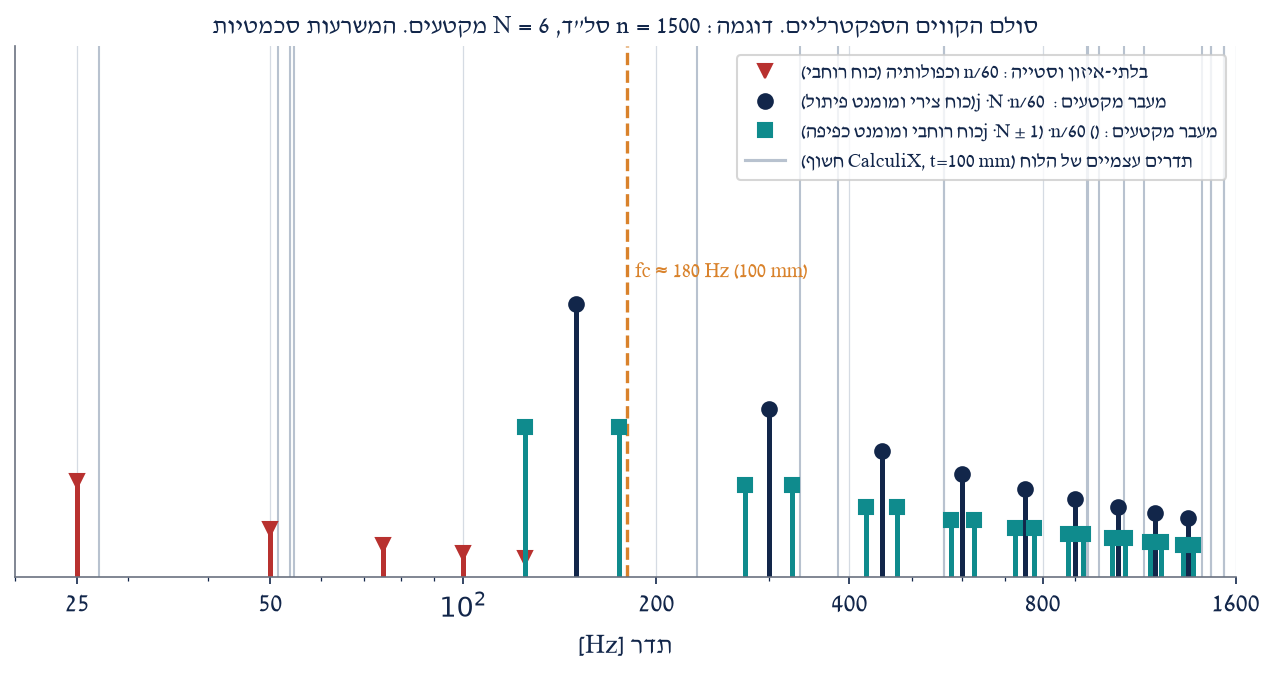 סולם הקווים הספקטרליים. דוגמה: n = 1500 סל״ד, N = 6 מקטעים. המשרעות סכמטיות
בלתי-איזון וסטייה: n/60 וכפולותיה (כוח רוחבי)
מעבר מקטעים: j·N·n/60 (כוח צירי ומומנט פיתול)
מעבר מקטעים: (j·N ± 1)·n/60 (כוח רוחבי ומומנט כפיפה)
תדרים עצמיים של הלוח (CalculiX, t=100 mm חשוף)
fc ≈ 180 Hz (100 mm)
25 50 10² 200 400 800 1600
תדר [Hz]